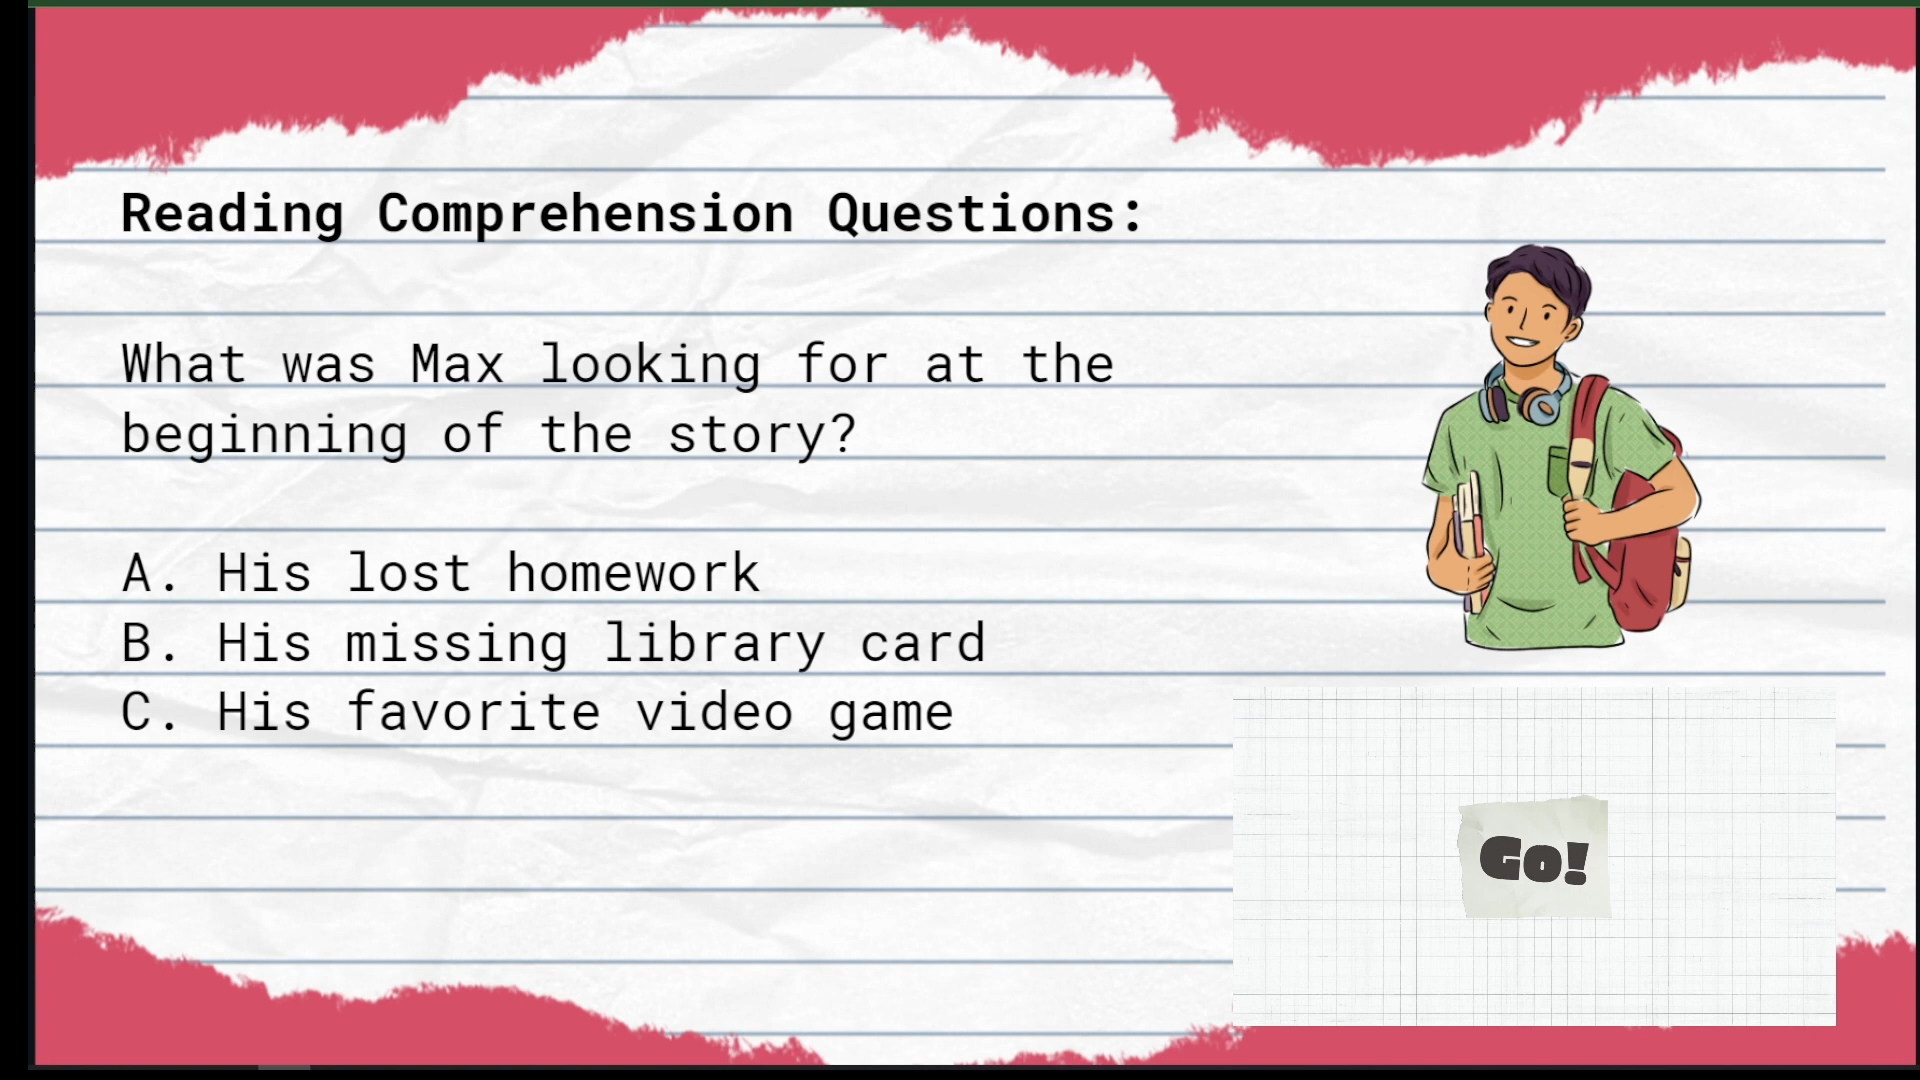 Reading Comprehension Questions:
What was Max looking for at the
beginning of the story?
A. His lost homework
B. His missing library card
C. His favorite video game
Go!